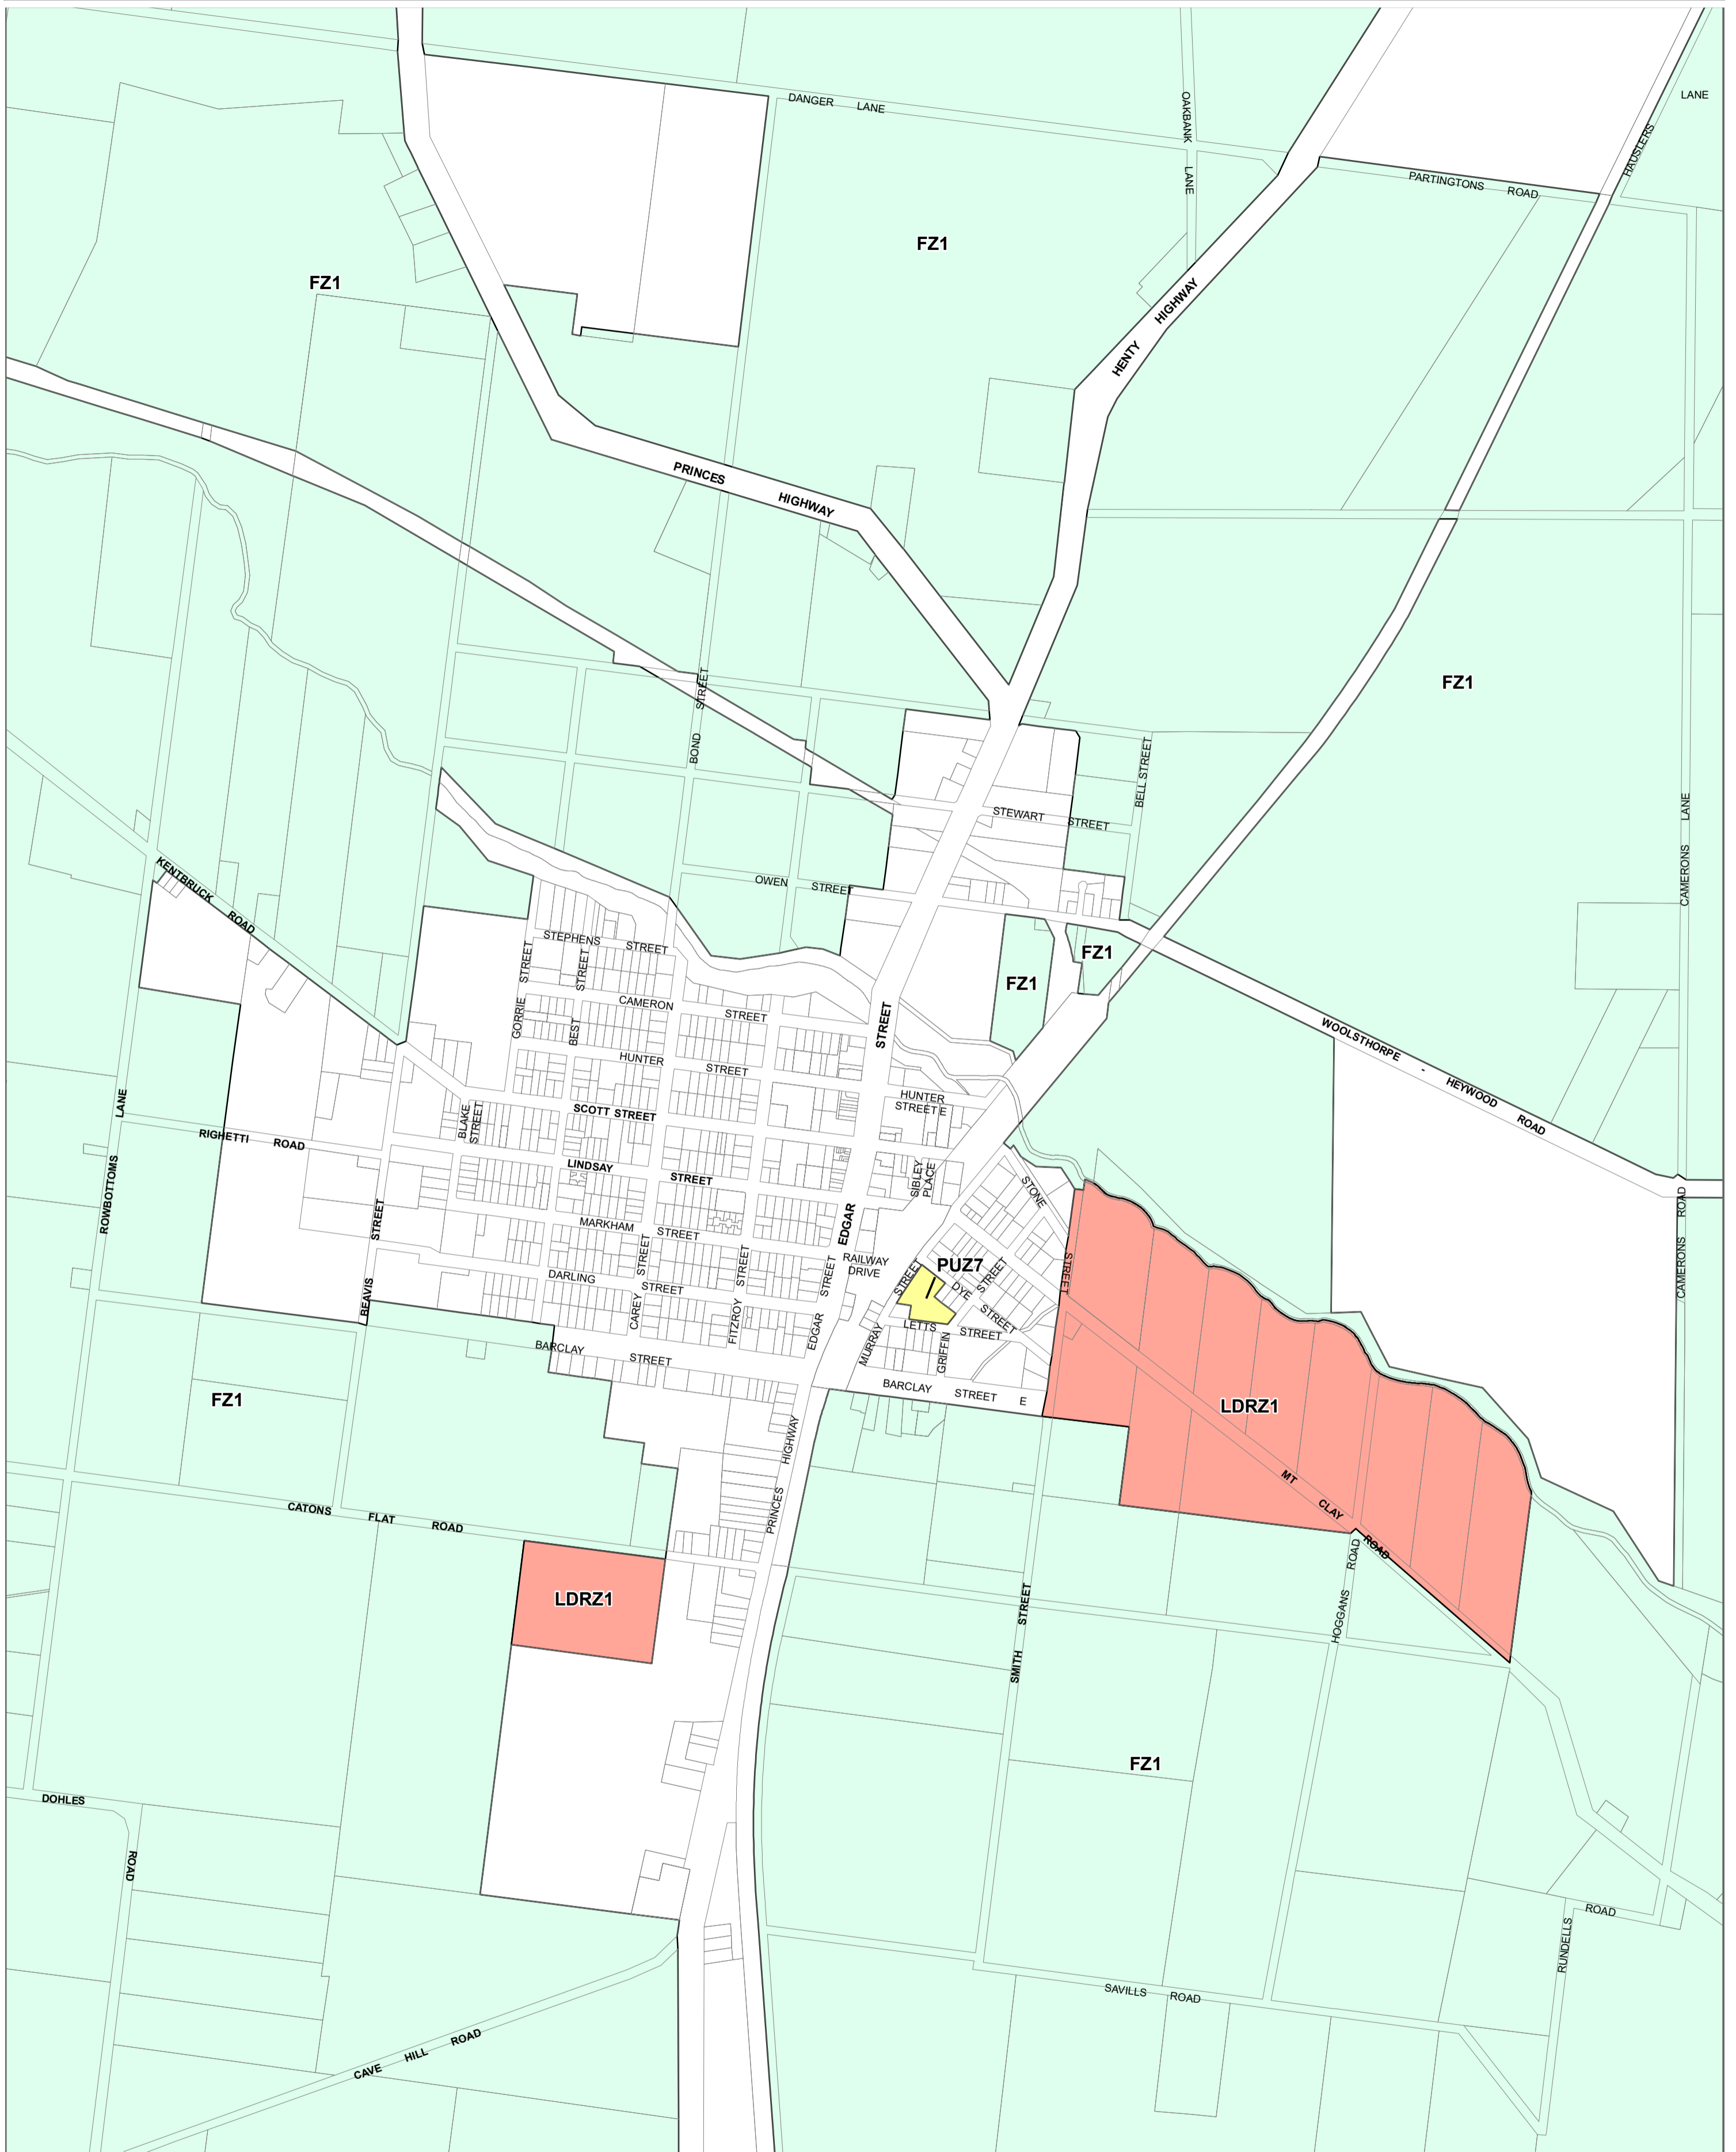 DANGER LANE
OAKBANK LANE
LANE
HAUSLERS
PARTINGTONS ROAD
FZ1
FZ1
HENTY HIGHWAY
PRINCES HIGHWAY
BOND STREET
FZ1
BELL STREET
STEWART STREET
CAMERONS LANE
OWEN STREET
KENTBRUCK ROAD
STEPHENS STREET
GORRIE STREET
BEST STREET
FZ1
FZ1
CAMERON STREET
STREET
WOOLSTHORPE - HEYWOOD ROAD
HUNTER STREET
HUNTER
STREET E
LANE
ROWBOTTOMS
BLAKE
STREET
SCOTT STREET
RIGHETTI ROAD
LINDSAY STREET
SIBLEY
PLACE
STONE
STREET
CAMERONS ROAD
EDGAR
MARKHAM STREET
BEAVIS STREET
RAILWAY
DRIVE
PUZ7
STREET
DYE STREET
STREET
DARLING STREET
CAREY STREET
FITZROY STREET
EDGAR STREET
LETTS STREET
MURRAY
GRIFFIN
BARCLAY STREET
BARCLAY STREET E
FZ1
LDRZ1
PRINCES HIGHWAY
MT CLAY ROAD
CATONS FLAT ROAD
HOGGANS ROAD
LDRZ1
SMITH STREET
FZ1
DOHLES
ROAD
RUNDELLS ROAD
SAVILLS ROAD
CAVE HILL ROAD